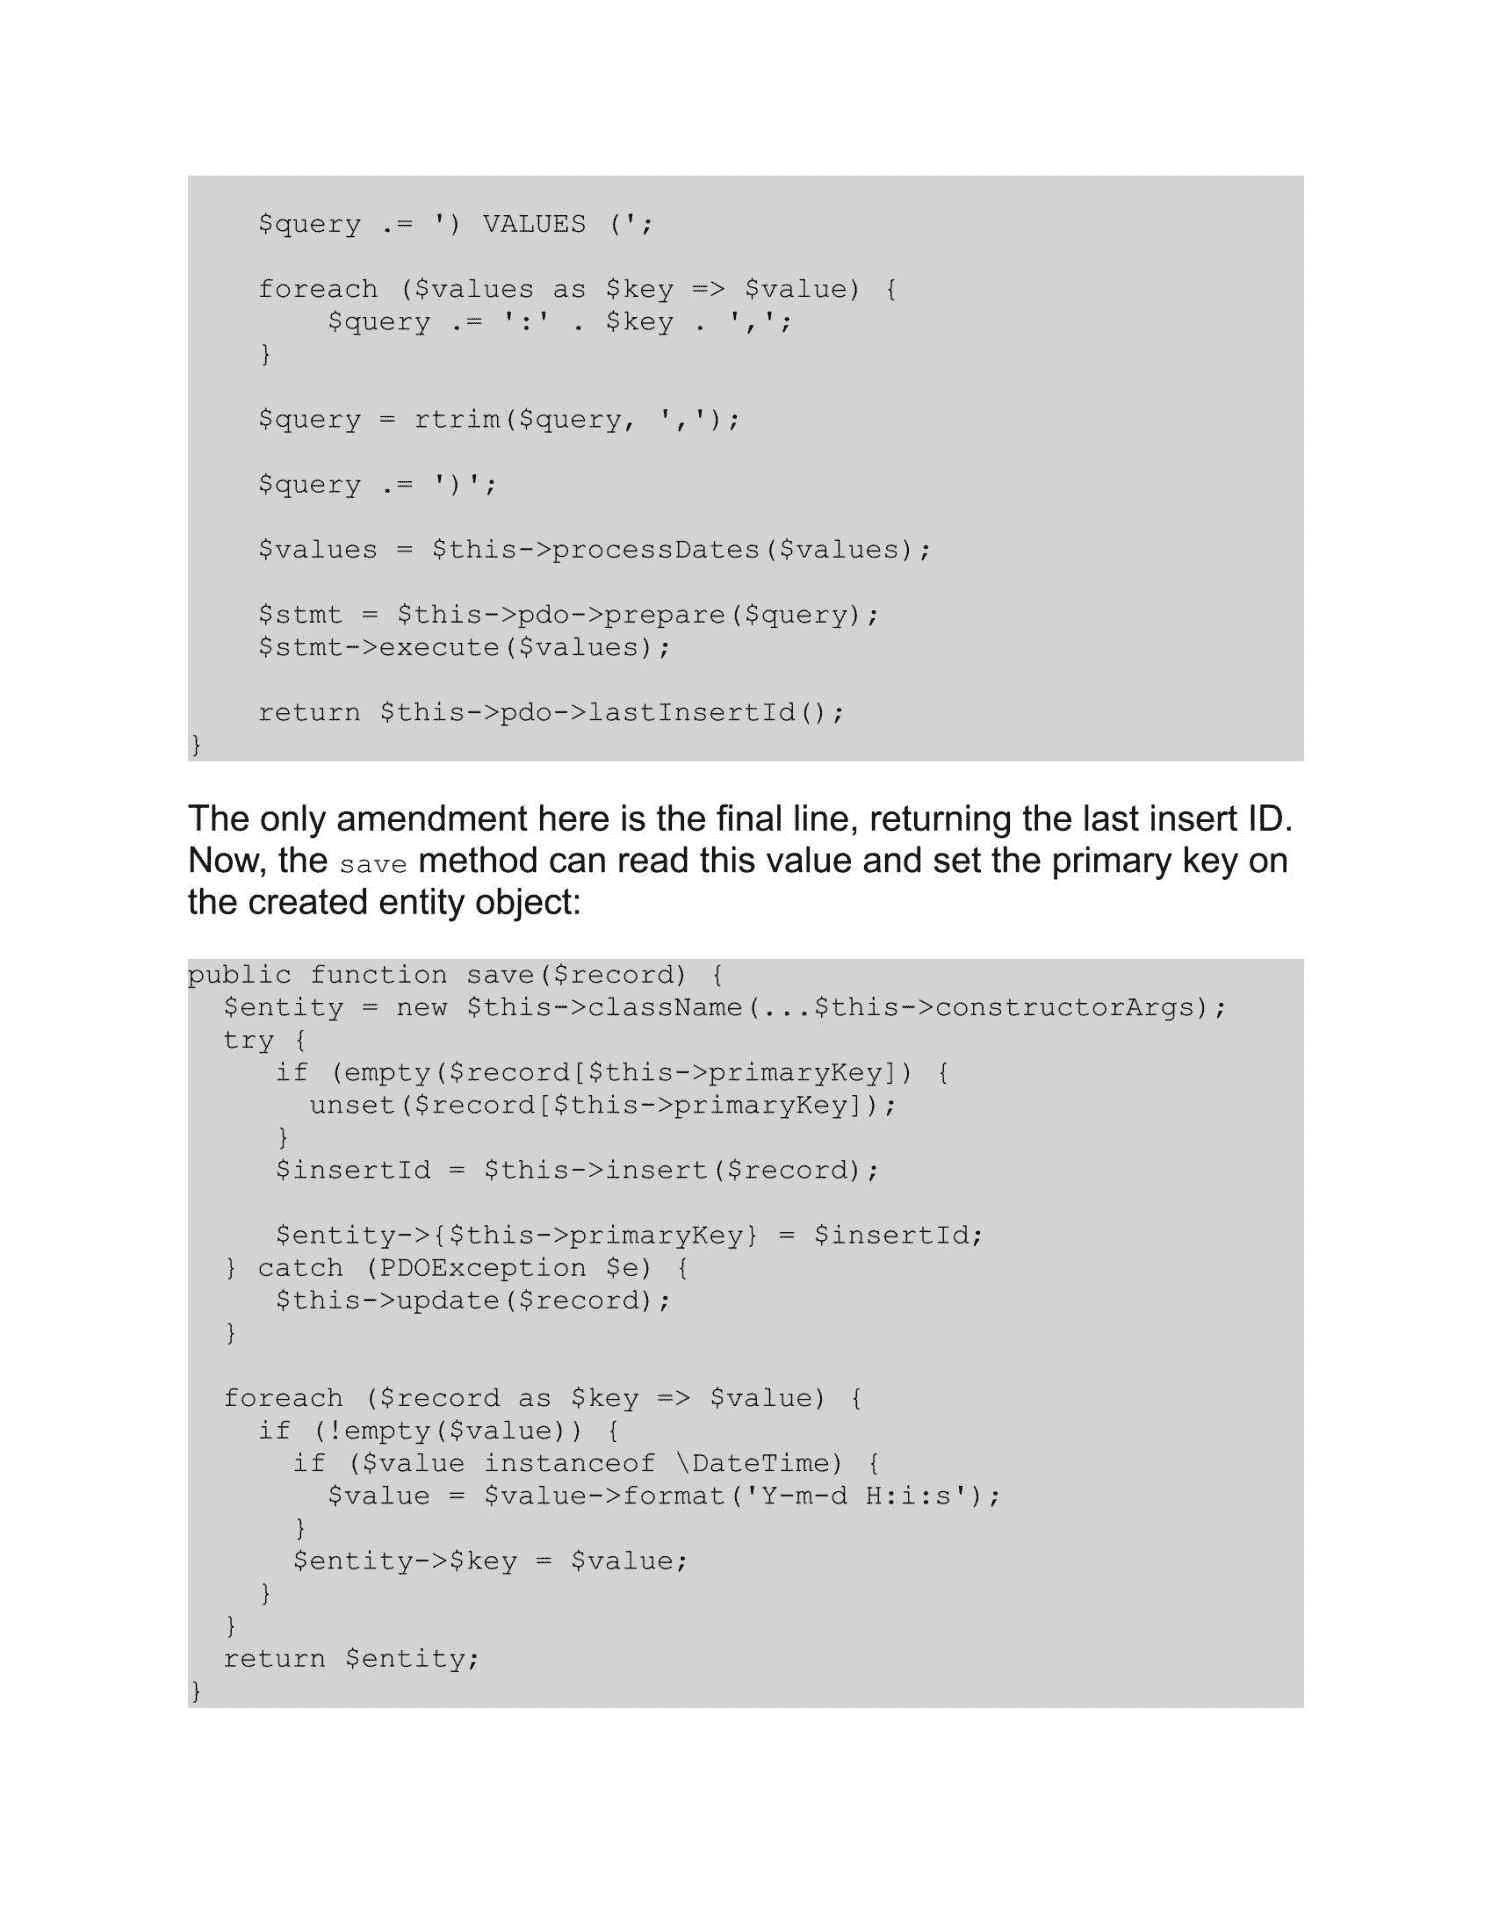 $query .= ') VALUES (';
foreach ($values as $key => $value) {
$query .= ':' . $key . ',';
}
$query = rtrim($query, ',');
$query .= ')';
$values = $this->processDates($values);
$stmt = $this->pdo->prepare($query);
$stmt->execute($values);
return $this->pdo->lastInsertId();
}
The only amendment here is the final line, returning the last insert ID.
Now, the save method can read this value and set the primary key on
the created entity object:
public function save($record) {
$entity = new $this->className(...$this->constructorArgs);
try {
if (empty($record[$this->primaryKey]) {
unset($record[$this->primaryKey]);
}
$insertId = $this->insert($record);
$entity->{$this->primaryKey} = $insertId;
} catch (PDOException $e) {
$this->update($record);
}
foreach ($record as $key => $value) {
if (!empty($value)) {
if ($value instanceof \DateTime) {
$value = $value->format('Y-m-d H:i:s');
}
$entity->$key = $value;
}
}
return $entity;
}